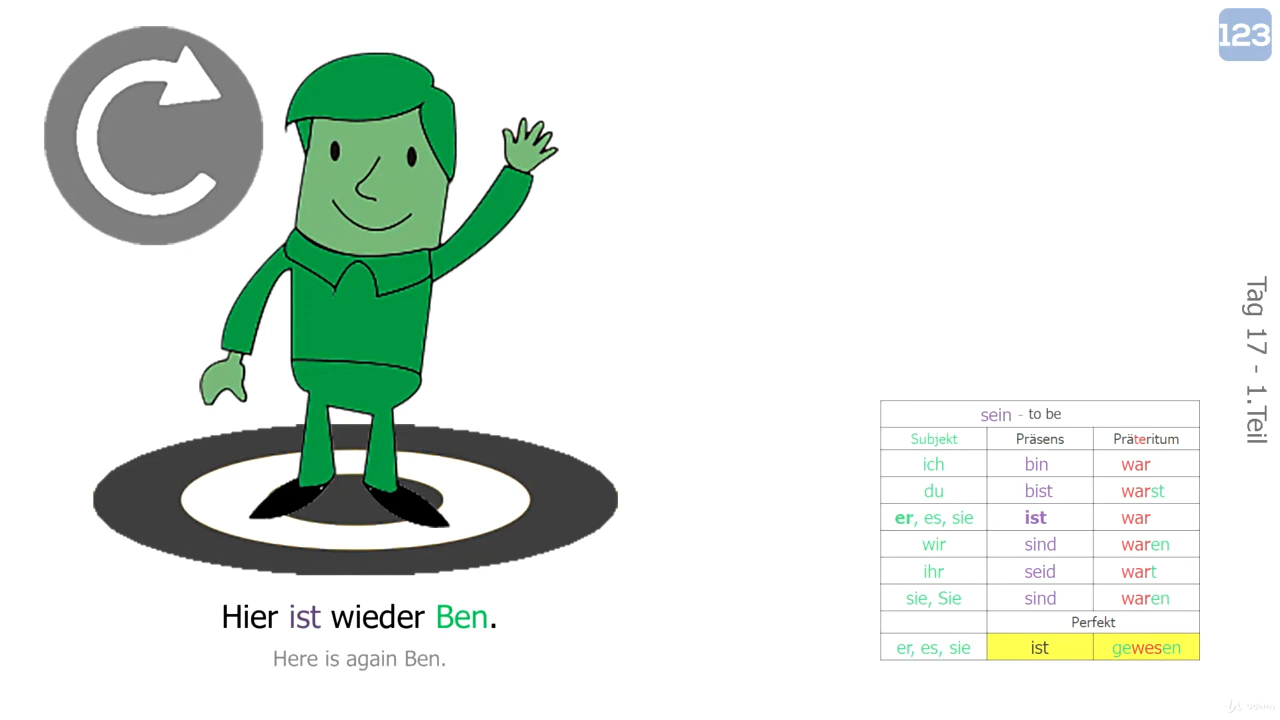 123
Hier ist wieder Ben.
Here is again Ben.
Tag 17 - 1.Teil
sein - to be
Subjekt Präsens Präteritum
ich bin war
du bist warst
er, es, sie ist war
wir sind waren
ihr seid wart
sie, Sie sind waren
Perfekt
er, es, sie ist gewesen